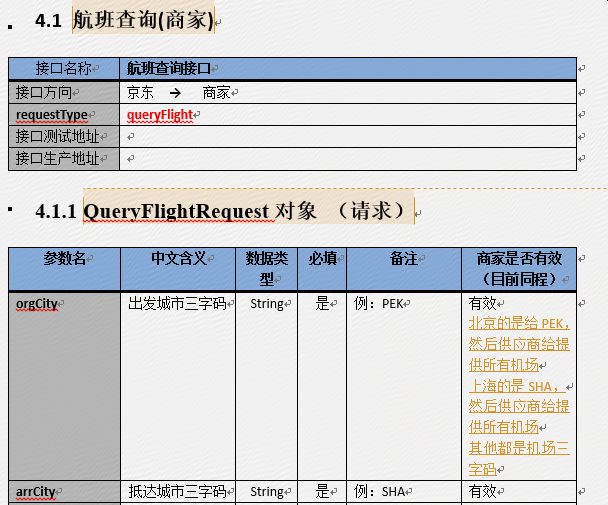 4.1 航班查询(商家)
接口名称 航班查询接口
接口方向 京东 → 商家
requestType queryFlight
接口测试地址
接口生产地址
4.1.1 QueryFlightRequest 对象 （请求）
参数名 中文含义 数据类型 必填 备注 商家是否有效（目前同程）
orgCity 出发城市三字码 String 是 例：PEK 有效
北京的是给 PEK，
然后供应商给提
供所有机场
上海的是 SHA，
然后供应商给提
供所有机场
其他都是机场三
字码
arrCity 抵达城市三字码 String 是 例：SHA 有效